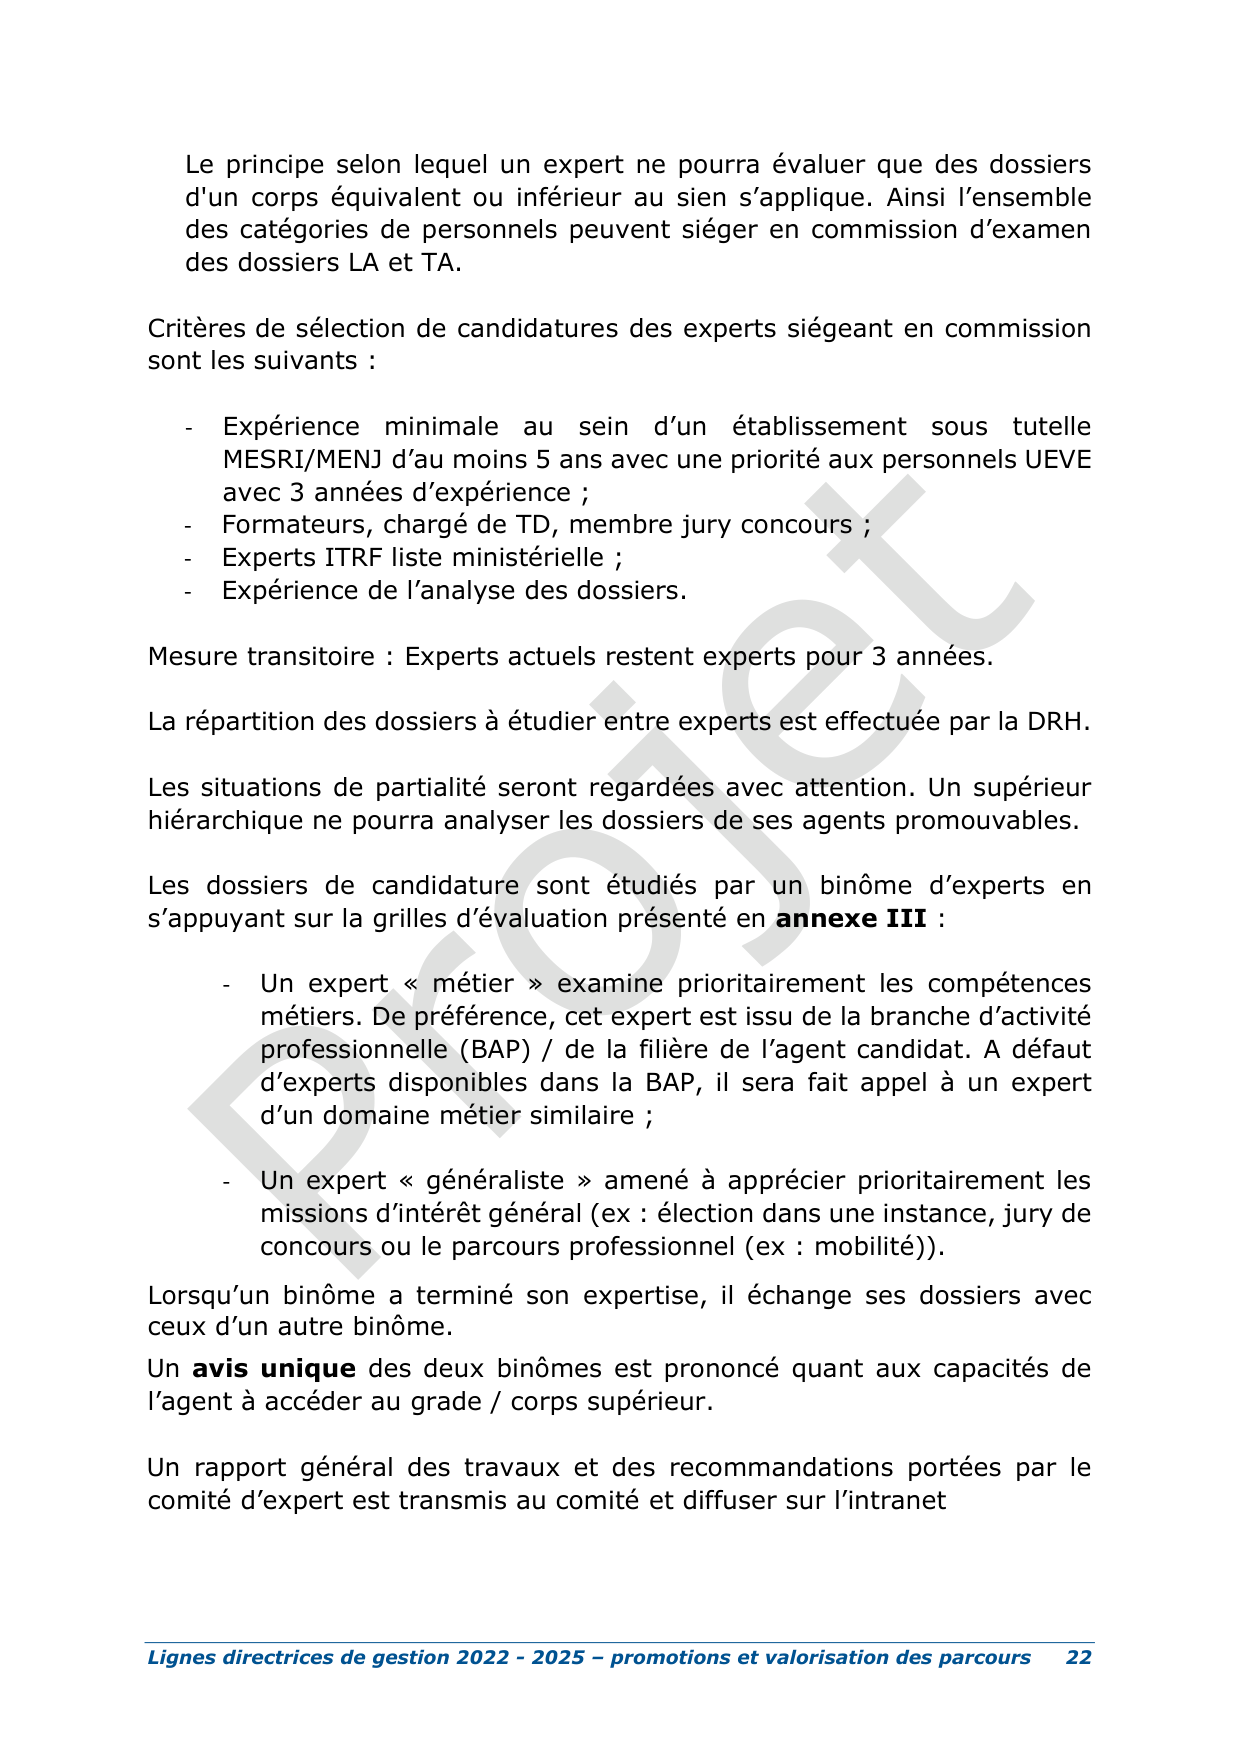 Le principe selon lequel un expert ne pourra évaluer que des dossiers
d'un corps équivalent ou inférieur au sien s’applique. Ainsi l’ensemble
des catégories de personnels peuvent siéger en commission d’examen
des dossiers LA et TA.
Critères de sélection de candidatures des experts siégeant en commission
sont les suivants :
- Expérience minimale au sein d’un établissement sous tutelle
MESRI/MENJ d’au moins 5 ans avec une priorité aux personnels UEVE
avec 3 années d’expérience ;
- Formateurs, chargé de TD, membre jury concours ;
- Experts ITRF liste ministérielle ;
- Expérience de l’analyse des dossiers.
Mesure transitoire : Experts actuels restent experts pour 3 années.
La répartition des dossiers à étudier entre experts est effectuée par la DRH.
Les situations de partialité seront regardées avec attention. Un supérieur
hiérarchique ne pourra analyser les dossiers de ses agents promouvables.
Les dossiers de candidature sont étudiés par un binôme d’experts en
s’appuyant sur la grilles d’évaluation présenté en annexe III :
- Un expert « métier » examine prioritairement les compétences
métiers. De préférence, cet expert est issu de la branche d’activité
professionnelle (BAP) / de la filière de l’agent candidat. A défaut
d’experts disponibles dans la BAP, il sera fait appel à un expert
d’un domaine métier similaire ;
- Un expert « généraliste » amené à apprécier prioritairement les
missions d’intérêt général (ex : élection dans une instance, jury de
concours ou le parcours professionnel (ex : mobilité)).
Lorsqu’un binôme a terminé son expertise, il échange ses dossiers avec
ceux d’un autre binôme.
Un avis unique des deux binômes est prononcé quant aux capacités de
l’agent à accéder au grade / corps supérieur.
Un rapport général des travaux et des recommandations portées par le
comité d’expert est transmis au comité et diffuser sur l’intranet
Lignes directrices de gestion 2022 - 2025 – promotions et valorisation des parcours 22
Projet